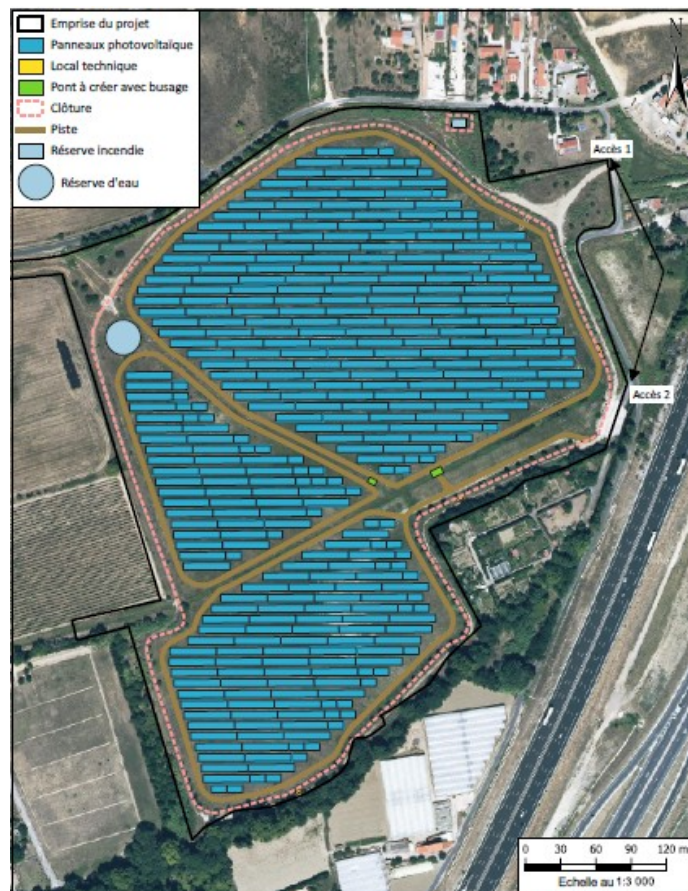 Emprise du projet
Panneaux photovoltaïque
Local technique
Pont à créer avec busage
Clôture
Piste
Réserve incendie
Réserve d'eau
N
Accès 1
Accès 2
0 30 60 90 120 m
Echelle au 1:3 000